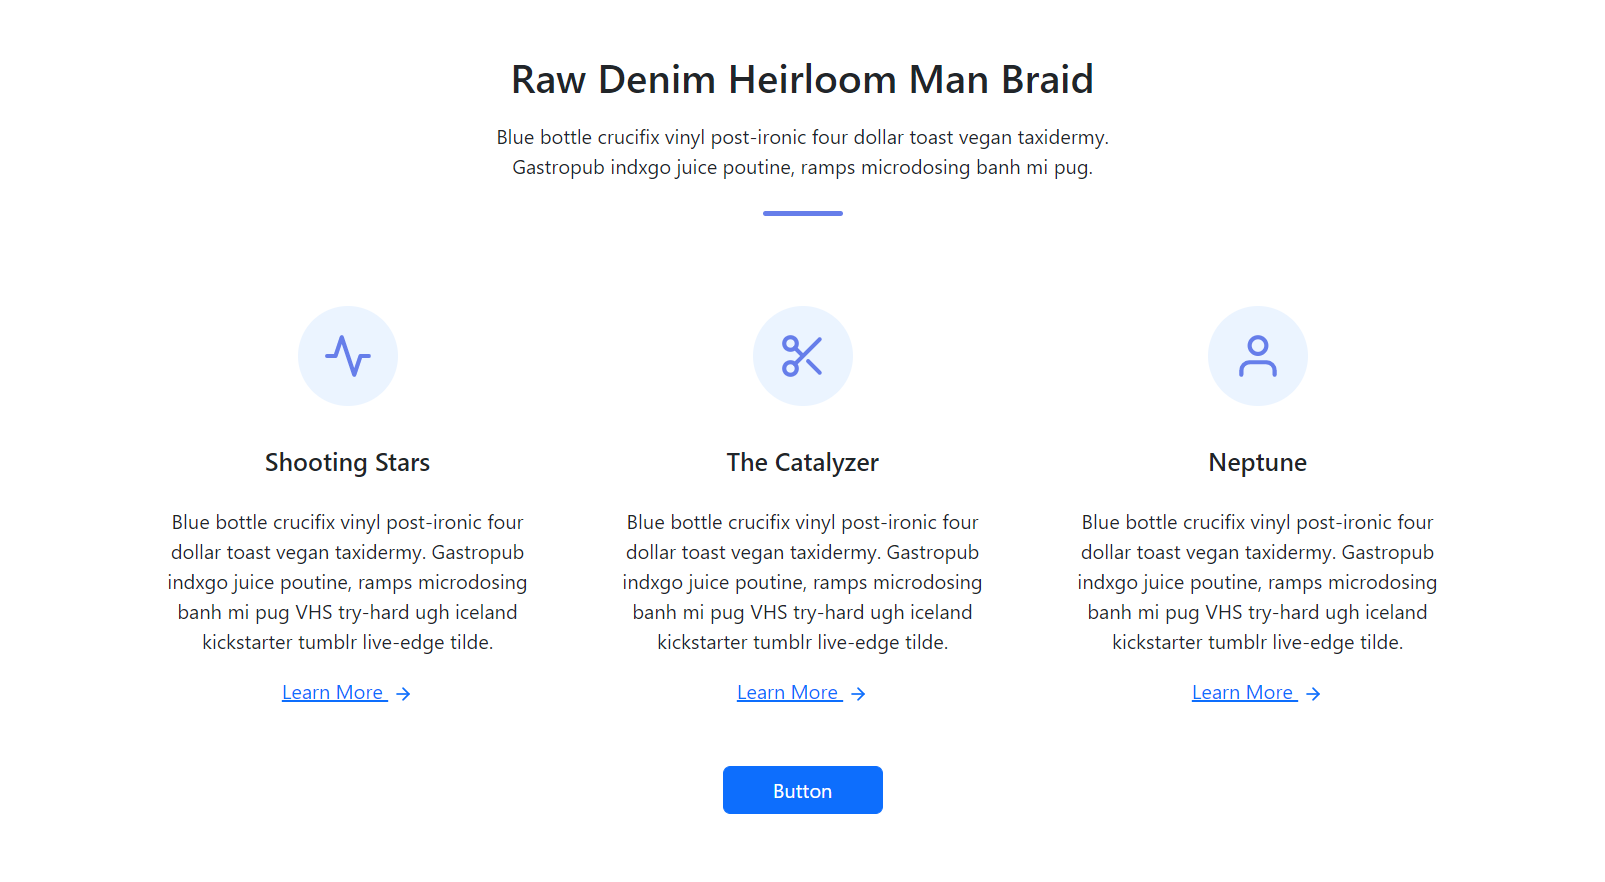 Raw Denim Heirloom Man Braid
Blue bottle crucifix vinyl post-ironic four dollar toast vegan taxidermy.
Gastropub indxgo juice poutine, ramps microdosing banh mi pug.
Shooting Stars
Blue bottle crucifix vinyl post-ironic four
dollar toast vegan taxidermy. Gastropub
indxgo juice poutine, ramps microdosing
banh mi pug VHS try-hard ugh iceland
kickstarter tumblr live-edge tilde.
Learn More
The Catalyzer
Blue bottle crucifix vinyl post-ironic four
dollar toast vegan taxidermy. Gastropub
indxgo juice poutine, ramps microdosing
banh mi pug VHS try-hard ugh iceland
kickstarter tumblr live-edge tilde.
Learn More
Neptune
Blue bottle crucifix vinyl post-ironic four
dollar toast vegan taxidermy. Gastropub
indxgo juice poutine, ramps microdosing
banh mi pug VHS try-hard ugh iceland
kickstarter tumblr live-edge tilde.
Learn More
Button